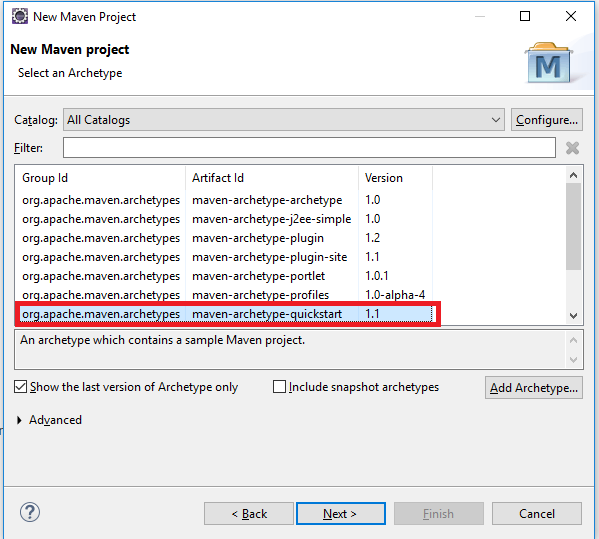 New Maven Project
New Maven project
Select an Archetype
M
Catalog: All Catalogs Configure...
Filter:
Group Id Artifact Id Version
org.apache.maven.archetypes maven-archetype-archetype 1.0
org.apache.maven.archetypes maven-archetype-j2ee-simple 1.0
org.apache.maven.archetypes maven-archetype-plugin 1.2
org.apache.maven.archetypes maven-archetype-plugin-site 1.1
org.apache.maven.archetypes maven-archetype-portlet 1.0.1
org.apache.maven.archetypes maven-archetype-profiles 1.0-alpha-4
org.apache.maven.archetypes maven-archetype-quickstart 1.1
An archetype which contains a sample Maven project.
Show the last version of Archetype only Include snapshot archetypes Add Archetype...
Advanced
? < Back Next > Finish Cancel